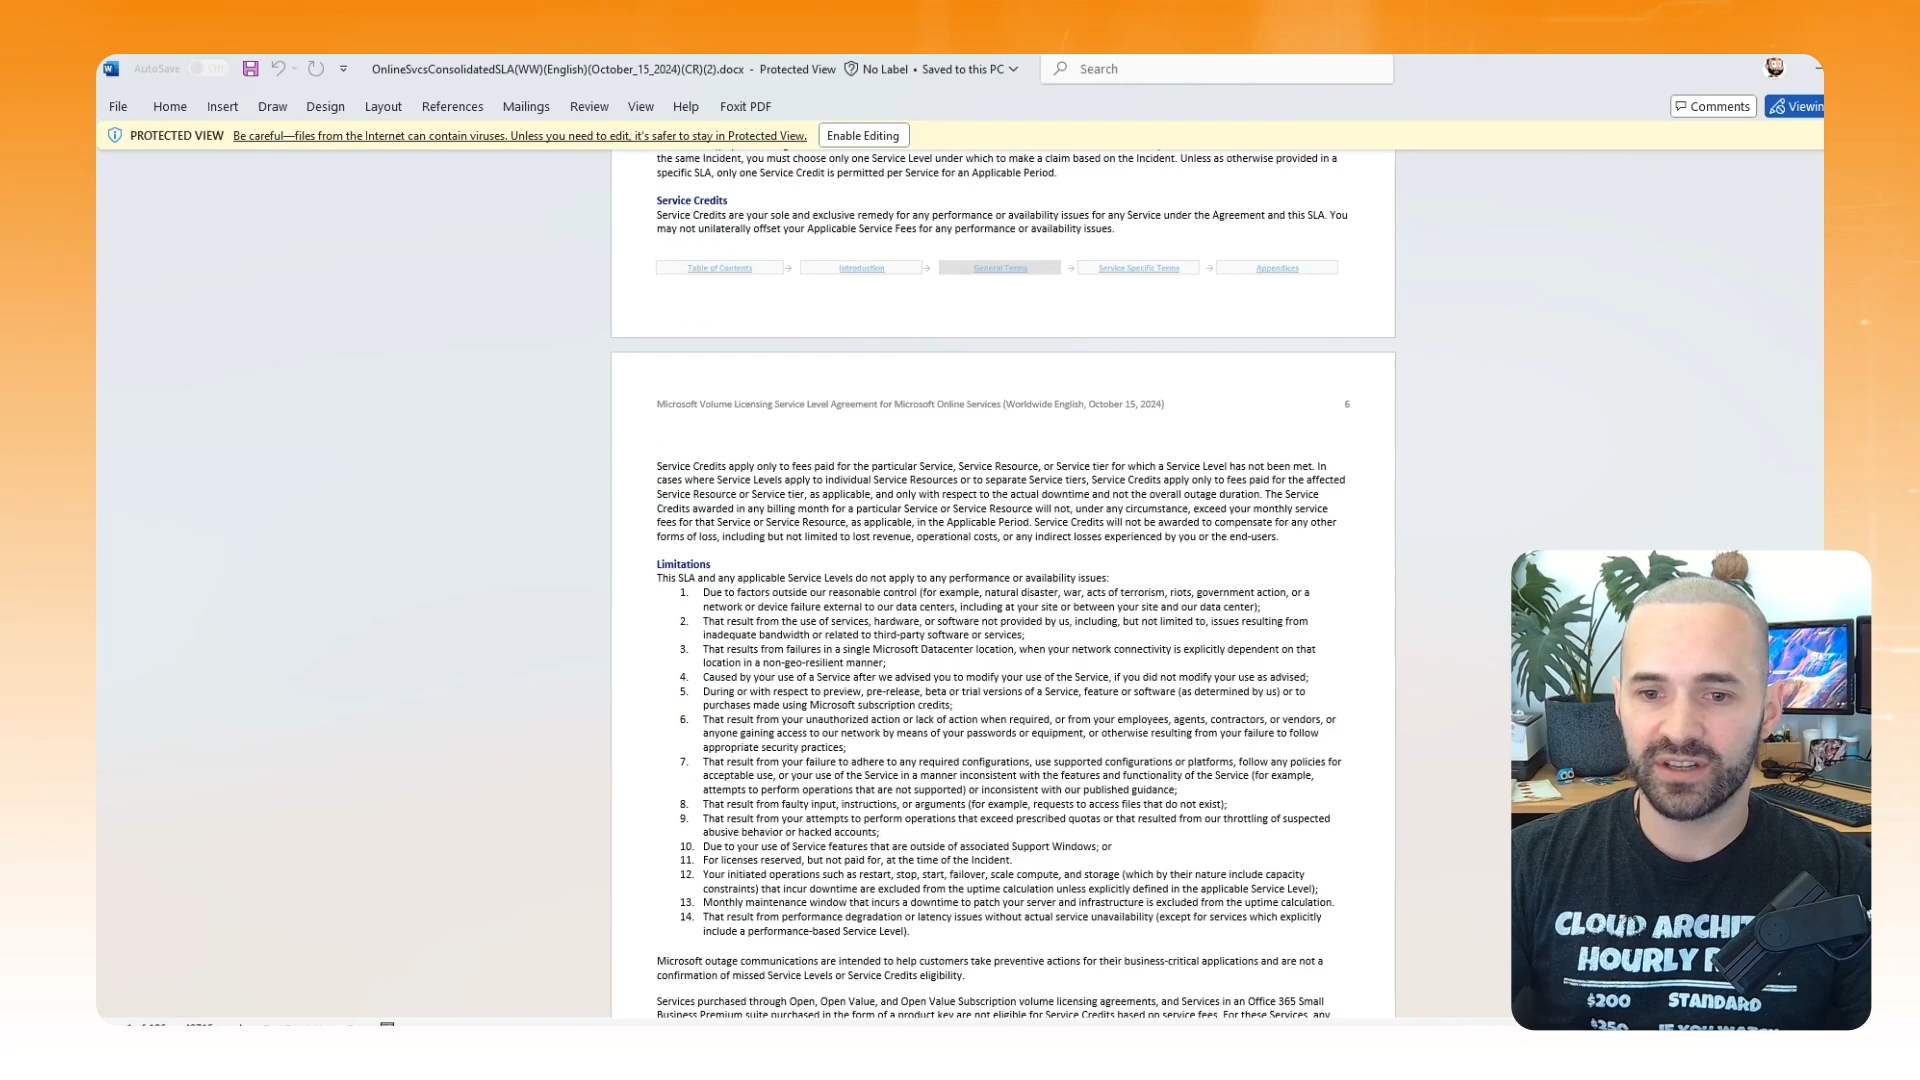 AutoSave Off OnlineSvcsConsolidatedSLA(WW)(English)(October_15_2024)(CR)(2).docx - Protected View No Label • Saved to this PC Search
File Home Insert Draw Design Layout References Mailings Review View Help Foxit PDF Comments Viewin
PROTECTED VIEW Be careful—files from the Internet can contain viruses. Unless you need to edit, it's safer to stay in Protected View. Enable Editing
the same Incident, you must choose only one Service Level under which to make a claim based on the Incident. Unless as otherwise provided in a
specific SLA, only one Service Credit is permitted per Service for an Applicable Period.
Service Credits
Service Credits are your sole and exclusive remedy for any performance or availability issues for any Service under the Agreement and this SLA. You
may not unilaterally offset your Applicable Service Fees for any performance or availability issues.
Table of Contents → Introduction → General Terms → Service Specific Terms → Appendices
Microsoft Volume Licensing Service Level Agreement for Microsoft Online Services (Worldwide English, October 15, 2024) 6
Service Credits apply only to fees paid for the particular Service, Service Resource, or Service tier for which a Service Level has not been met. In
cases where Service Levels apply to individual Service Resources or to separate Service tiers, Service Credits apply only to fees paid for the affected
Service Resource or Service tier, as applicable, and only with respect to the actual downtime and not the overall outage duration. The Service
Credits awarded in any billing month for a particular Service or Service Resource will not, under any circumstance, exceed your monthly service
fees for that Service or Service Resource, as applicable, in the Applicable Period. Service Credits will not be awarded to compensate for any other
forms of loss, including but not limited to lost revenue, operational costs, or any indirect losses experienced by you or the end-users.
Limitations
This SLA and any applicable Service Levels do not apply to any performance or availability issues:
1. Due to factors outside our reasonable control (for example, natural disaster, war, acts of terrorism, riots, government action, or a
network or device failure external to our data centers, including at your site or between your site and our data center);
2. That result from the use of services, hardware, or software not provided by us, including, but not limited to, issues resulting from
inadequate bandwidth or related to third-party software or services;
3. That results from failures in a single Microsoft Datacenter location, when your network connectivity is explicitly dependent on that
location in a non-geo-resilient manner;
4. Caused by your use of a Service after we advised you to modify your use of the Service, if you did not modify your use as advised;
5. During or with respect to preview, pre-release, beta or trial versions of a Service, feature or software (as determined by us) or to
purchases made using Microsoft subscription credits;
6. That result from your unauthorized action or lack of action when required, or from your employees, agents, contractors, or vendors, or
anyone gaining access to our network by means of your passwords or equipment, or otherwise resulting from your failure to follow
appropriate security practices;
7. That result from your failure to adhere to any required configurations, use supported configurations or platforms, follow any policies for
acceptable use, or your use of the Service in a manner inconsistent with the features and functionality of the Service (for example,
attempts to perform operations that are not supported) or inconsistent with our published guidance;
8. That result from faulty input, instructions, or arguments (for example, requests to access files that do not exist);
9. That result from your attempts to perform operations that exceed prescribed quotas or that resulted from our throttling of suspected
abusive behavior or hacked accounts;
10. Due to your use of Service features that are outside of associated Support Windows; or
11. For licenses reserved, but not paid for, at the time of the Incident.
12. Your initiated operations such as restart, stop, start, failover, scale compute, and storage (which by their nature include capacity
constraints) that incur downtime are excluded from the uptime calculation unless explicitly defined in the applicable Service Level);
13. Monthly maintenance window that incurs a downtime to patch your server and infrastructure is excluded from the uptime calculation.
14. That result from performance degradation or latency issues without actual service unavailability (except for services which explicitly
include a performance-based Service Level).
Microsoft outage communications are intended to help customers take preventive actions for their business-critical applications and are not a
confirmation of missed Service Levels or Service Credits eligibility.
Services purchased through Open, Open Value, and Open Value Subscription volume licensing agreements, and Services in an Office 365 Small
Business Premium suite purchased in the form of a product key are not eligible for Service Credits based on service fees. For these Services, any
CLOUD ARCHIT
HOURLY R
$200 STANDARD
$250 IF YOU WATCH